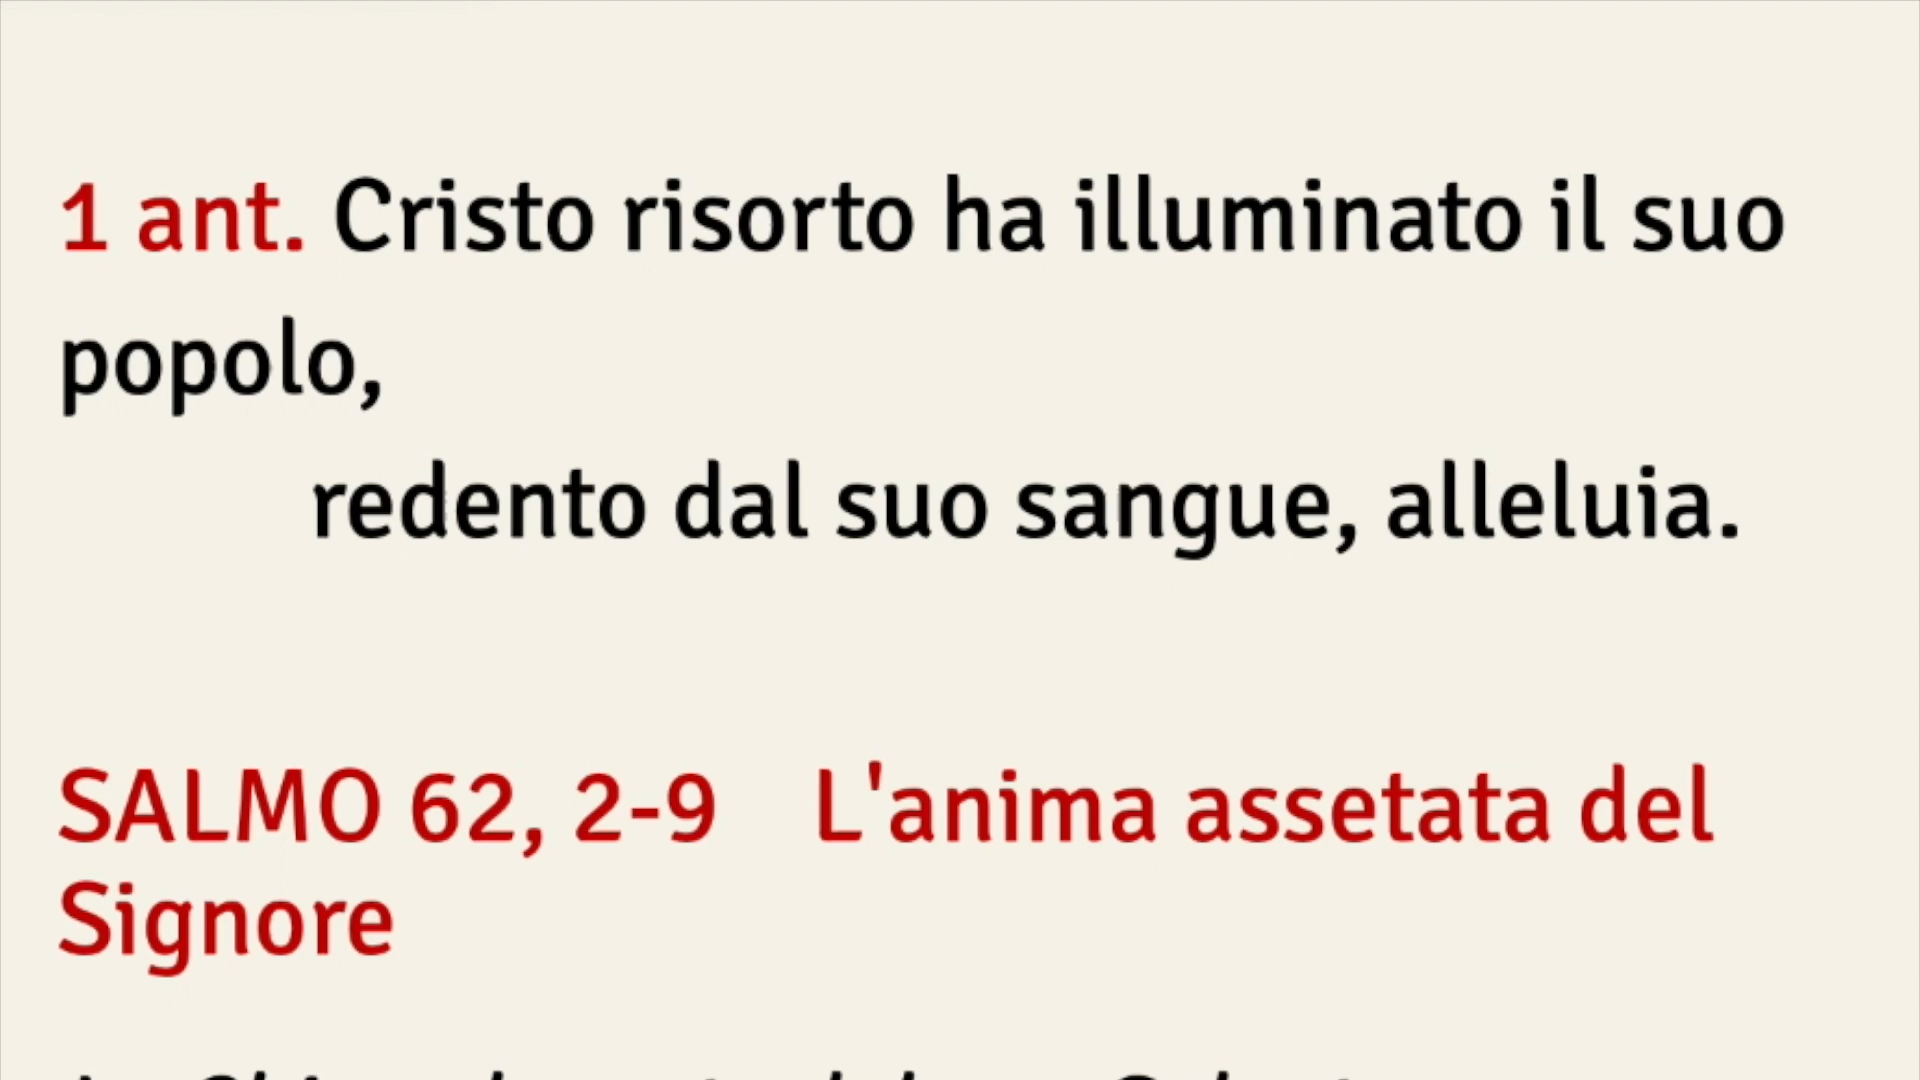 1 ant. Cristo risorto ha illuminato il suo
popolo,
redento dal suo sangue, alleluia.
SALMO 62, 2-9 L'anima assetata del
Signore